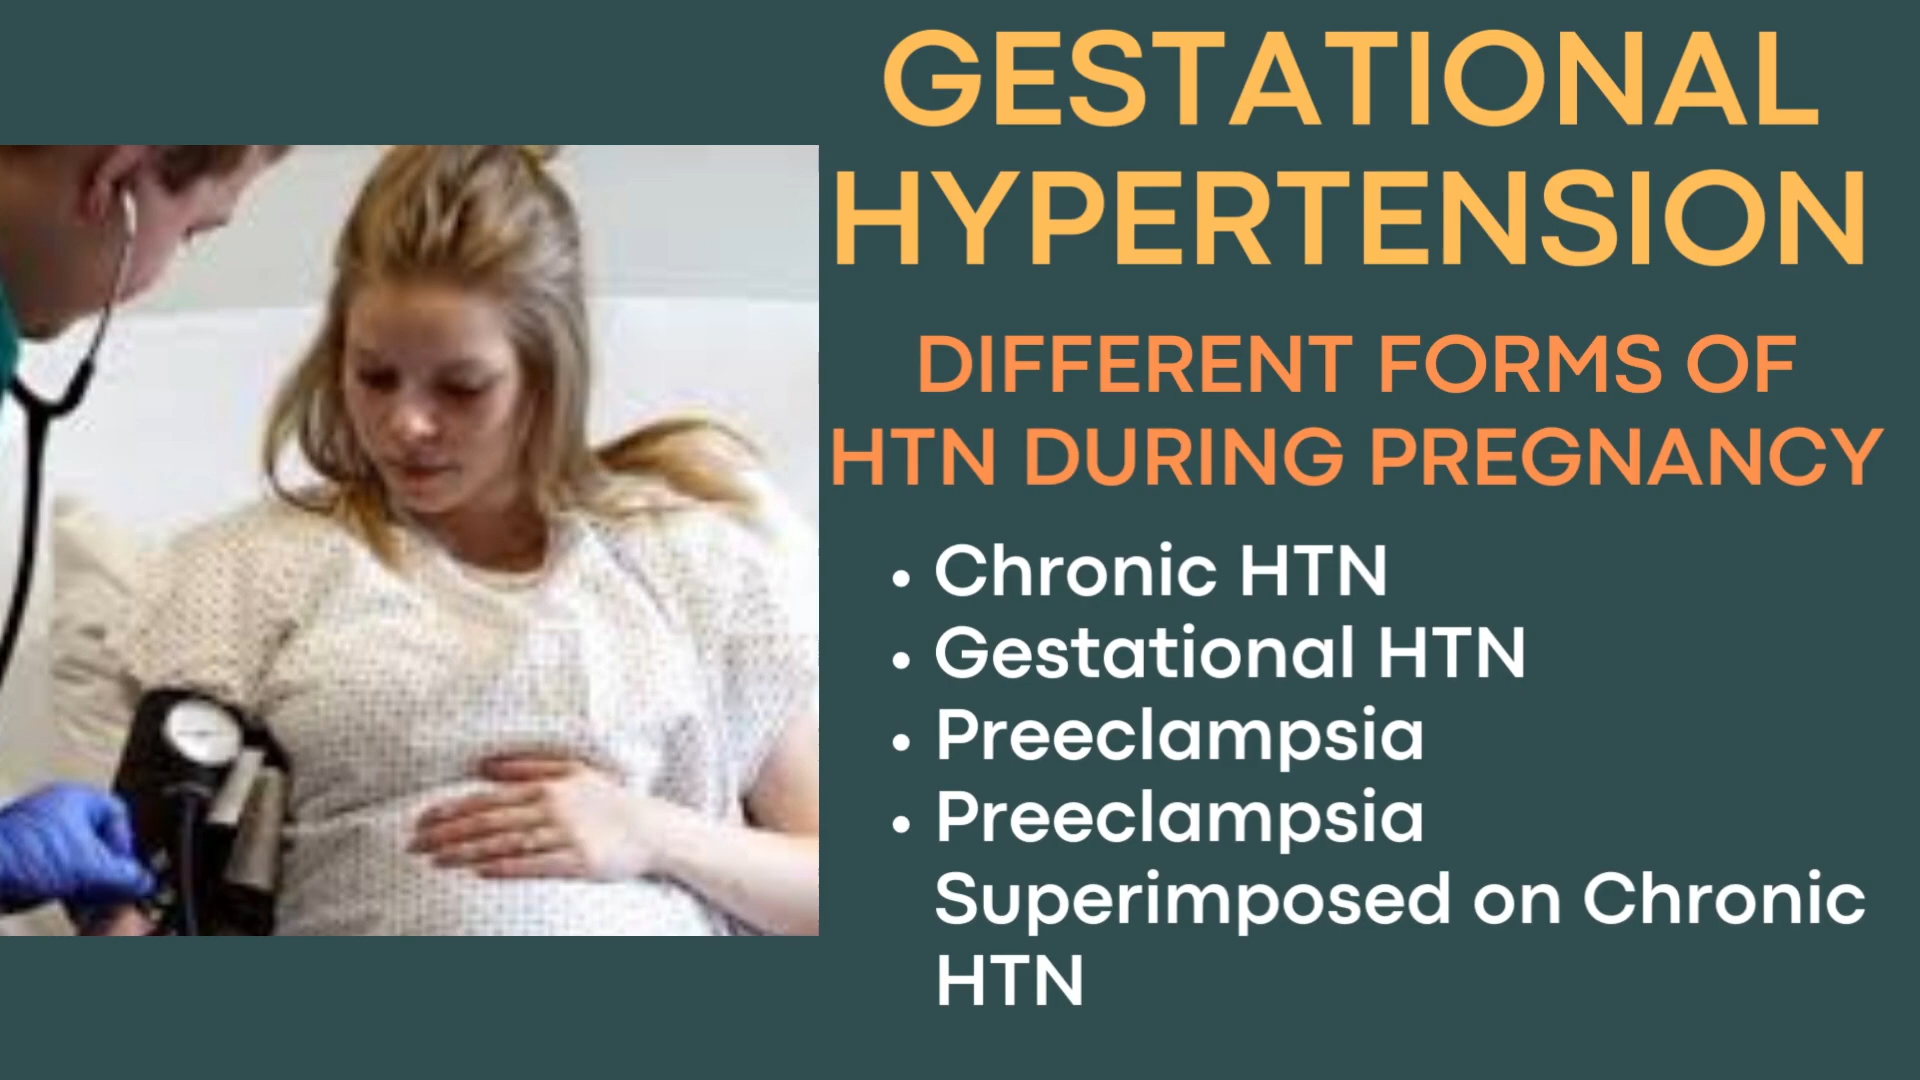 GESTATIONAL
HYPERTENSION
DIFFERENT FORMS OF
HTN DURING PREGNANCY
• Chronic HTN
• Gestational HTN
• Preeclampsia
• Preeclampsia
Superimposed on Chronic
HTN